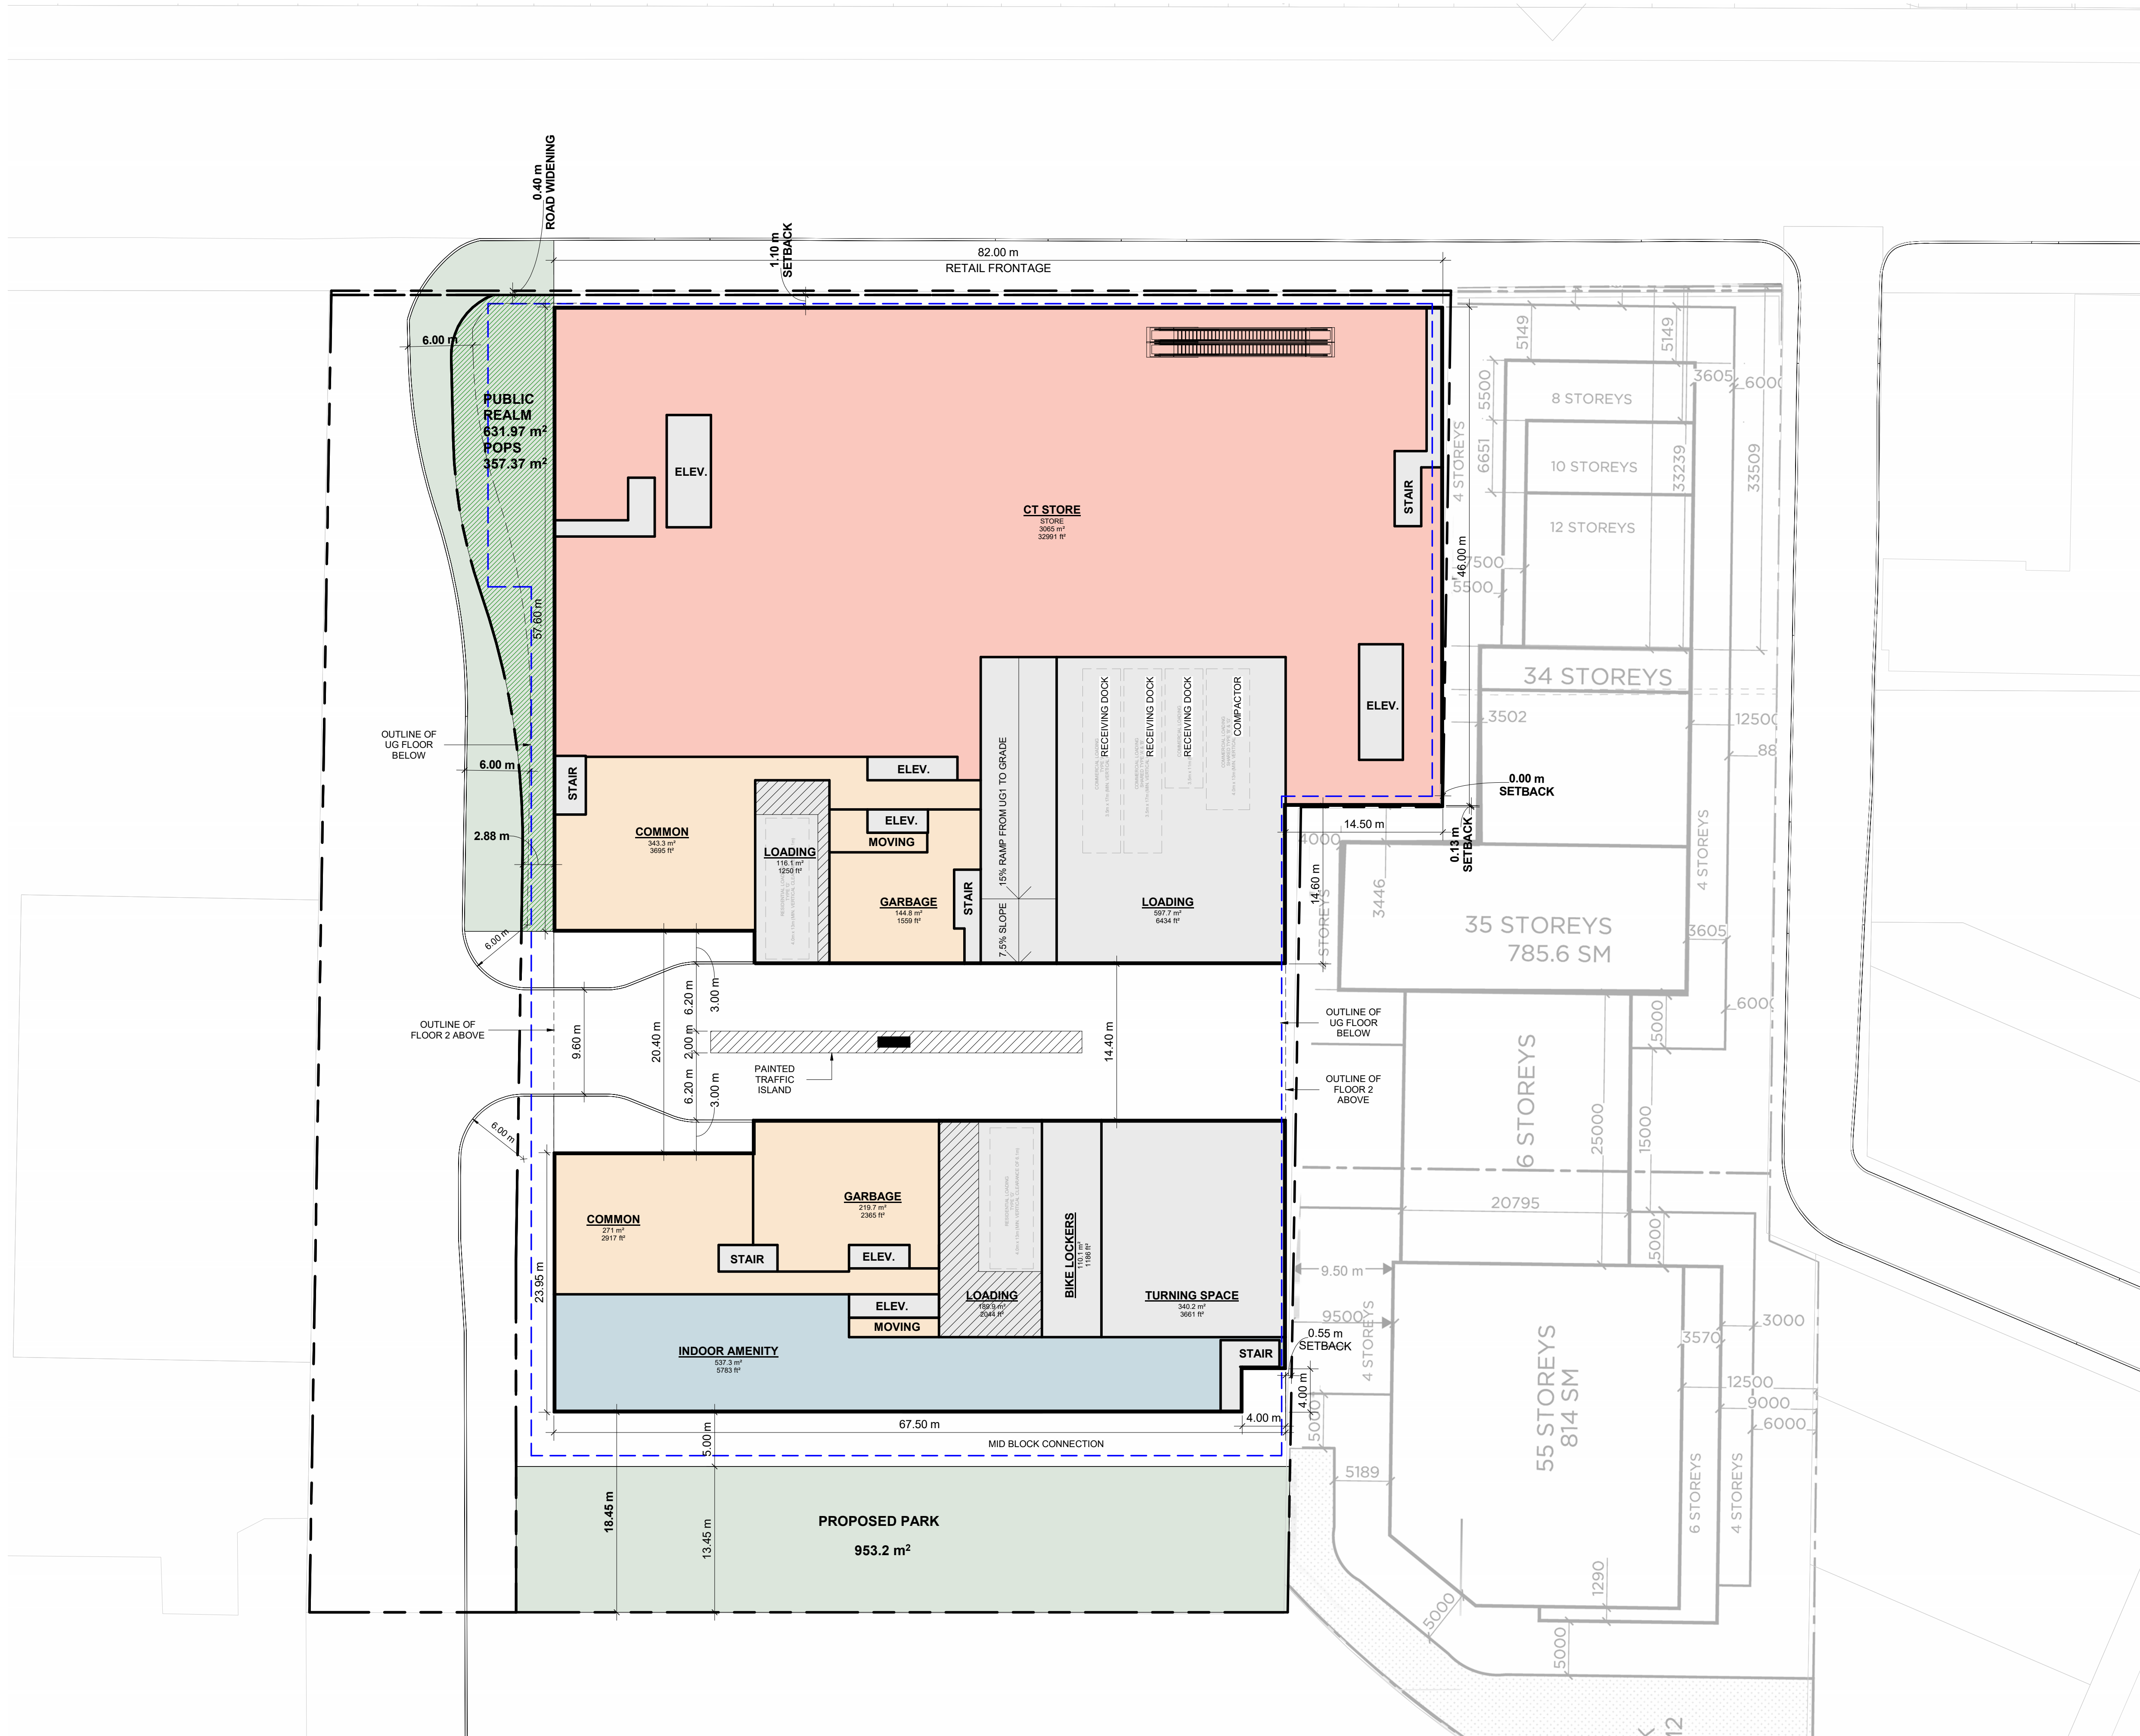 0.40 m
ROAD WIDENING
1.10 m
SETBACK
82.00 m
RETAIL FRONTAGE
6.00 m
PUBLIC
REALM
631.97 m²
POPS
357.37 m²
57.60 m
ELEV.
CT STORE
STORE
3065 m²
32991 ft²
STAIR
46.00 m
ELEV.
OUTLINE OF
UG FLOOR
BELOW
6.00 m
2.88 m
6.00 m
STAIR
COMMON
343.3 m²
3695 ft²
ELEV.
ELEV.
MOVING
LOADING
116.1 m²
1250 ft²
GARBAGE
144.8 m²
1559 ft²
STAIR
15% RAMP FROM UG1 TO GRADE
7.5% SLOPE
RECEIVING DOCK
RECEIVING DOCK
RECEIVING DOCK
COMPACTOR
LOADING
597.7 m²
6434 ft²
0.00 m
SETBACK
14.50 m
0.13 m
SETBACK
14.60 m
OUTLINE OF
FLOOR 2 ABOVE
9.60 m
20.40 m
6.20 m
3.00 m
2.00 m
6.20 m
3.00 m
PAINTED
TRAFFIC
ISLAND
14.40 m
OUTLINE OF
UG FLOOR
BELOW
OUTLINE OF
FLOOR 2
ABOVE
6.00 m
23.95 m
COMMON
271 m²
2917 ft²
GARBAGE
219.7 m²
2365 ft²
STAIR
ELEV.
ELEV.
MOVING
LOADING
189.9 m²
2044 ft²
BIKE LOCKERS
110.1 m²
1186 ft²
TURNING SPACE
340.2 m²
3661 ft²
INDOOR AMENITY
537.3 m²
5783 ft²
STAIR
0.55 m
SETBACK
4.00 m
4.00 m
67.50 m
MID BLOCK CONNECTION
5.00 m
18.45 m
13.45 m
PROPOSED PARK
953.2 m²
5149
5149
3605
6000
5500
8 STOREYS
6651
10 STOREYS
33239
33509
4 STOREYS
12 STOREYS
7500
5500
34 STOREYS
3502
12500
88
4000
3446
STOREYS
4 STOREYS
35 STOREYS
785.6 SM
3605
6000
5000
6 STOREYS
25000
15000
20795
5000
9.50 m
9500
4 STOREYS
3000
3570
55 STOREYS
814 SM
12500
9000
6000
5000
5189
6 STOREYS
4 STOREYS
1290
5000
5000